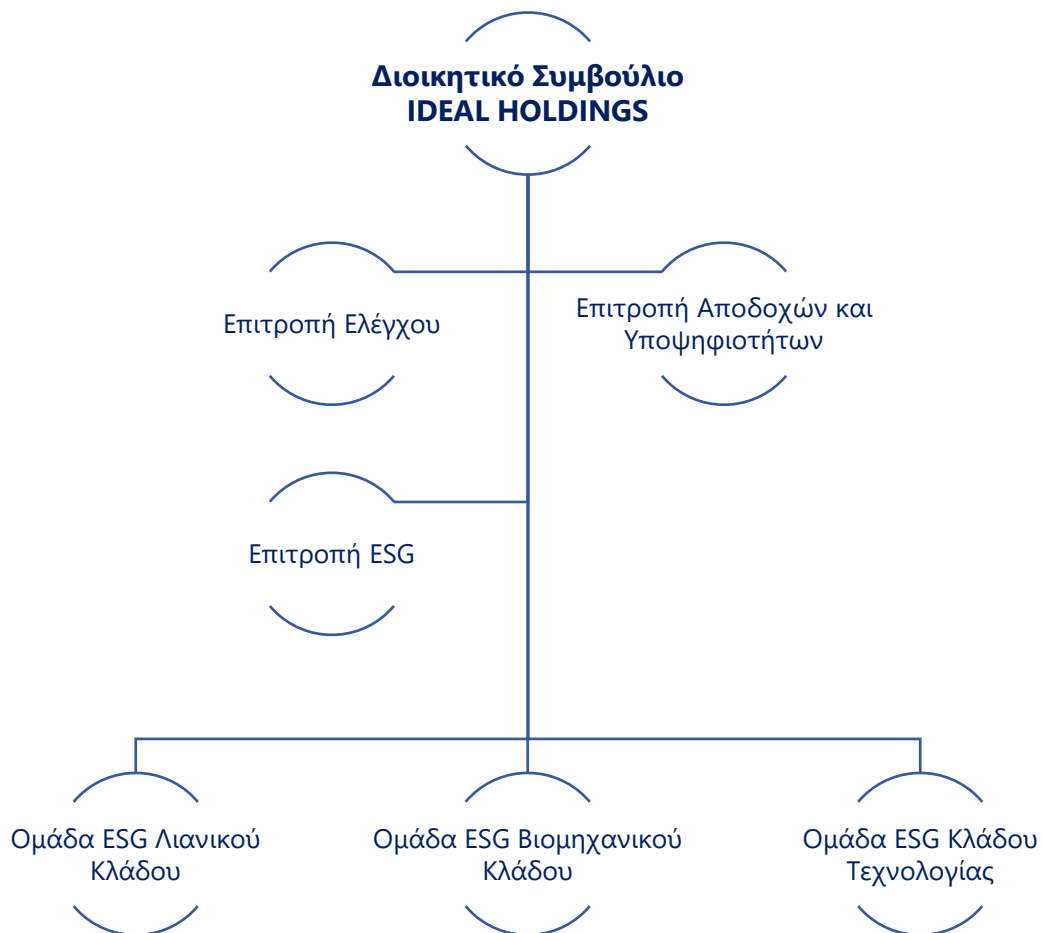 Διοικητικό Συμβούλιο
IDEAL HOLDINGS
Επιτροπή Ελέγχου
Επιτροπή Αποδοχών και
Υποψηφιοτήτων
Επιτροπή ESG
Ομάδα ESG Λιανικού
Κλάδου
Ομάδα ESG Βιομηχανικού
Κλάδου
Ομάδα ESG Κλάδου
Τεχνολογίας